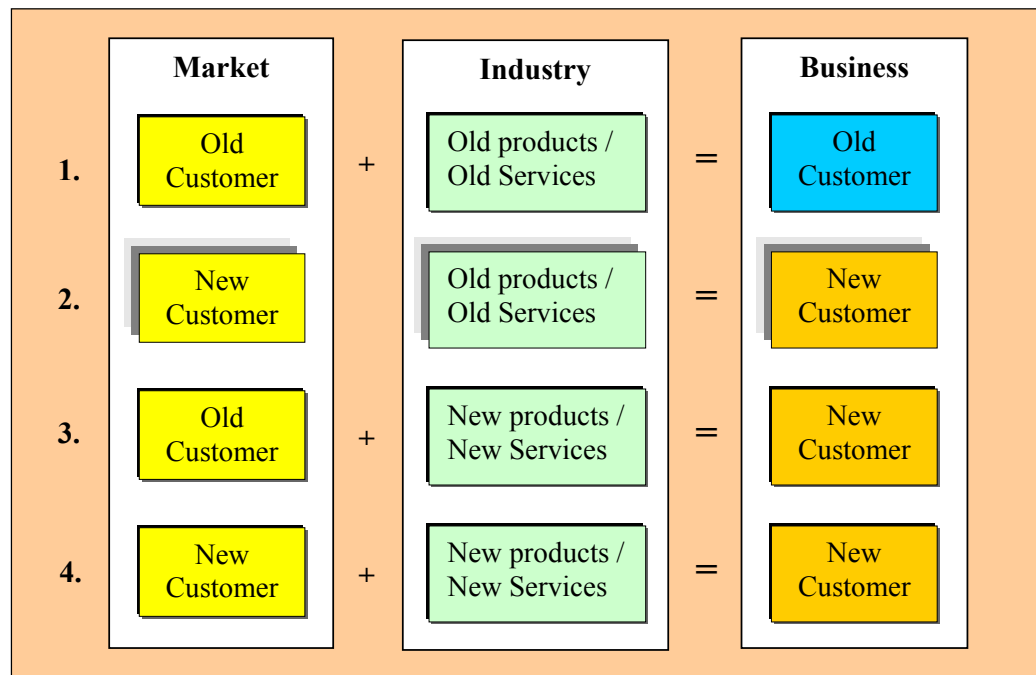 Market
Industry
Business
1.
Old
Customer
+
Old products /
Old Services
=
Old
Customer
2.
New
Customer
Old products /
Old Services
=
New
Customer
3.
Old
Customer
+
New products /
New Services
=
New
Customer
4.
New
Customer
+
New products /
New Services
=
New
Customer